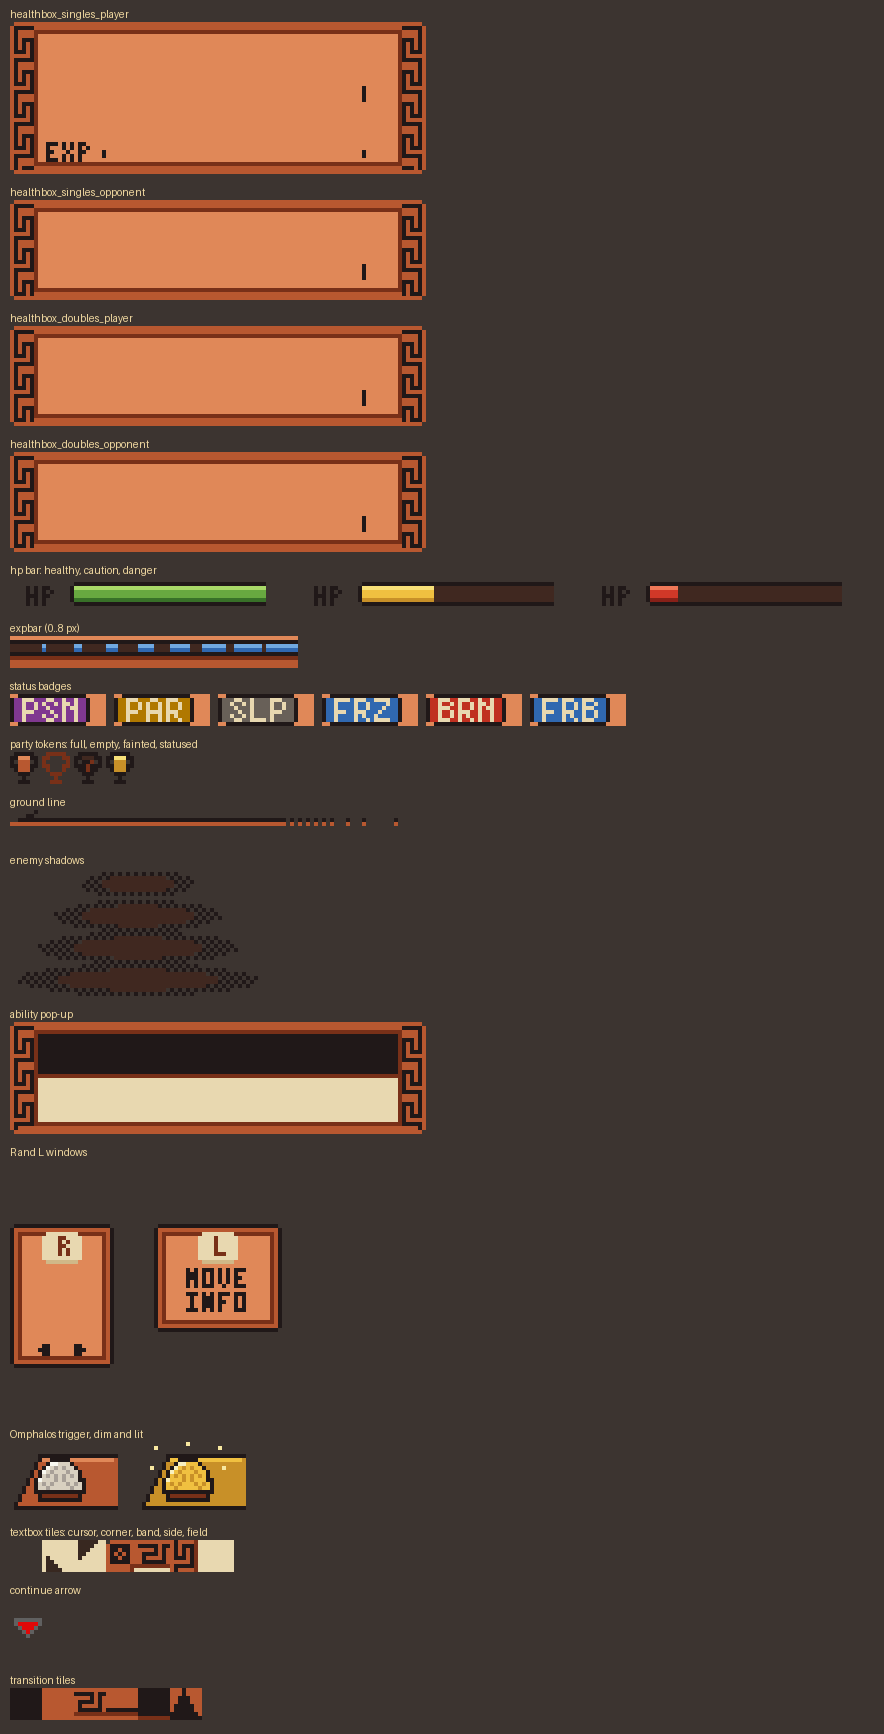 healthbox_singles_player
EXP
healthbox_singles_opponent
healthbox_doubles_player
healthbox_doubles_opponent
hp bar: healthy, caution, danger
HP HP HP
expbar (0..8 px)
status badges
PSN PAR SLP FRZ BRN FRB
party tokens: full, empty, fainted, statused
ground line
enemy shadows
ability pop-up
R and L windows
R L
MOVE
INFO
Omphalos trigger, dim and lit
textbox tiles: cursor, corner, band, side, field
continue arrow
transition tiles